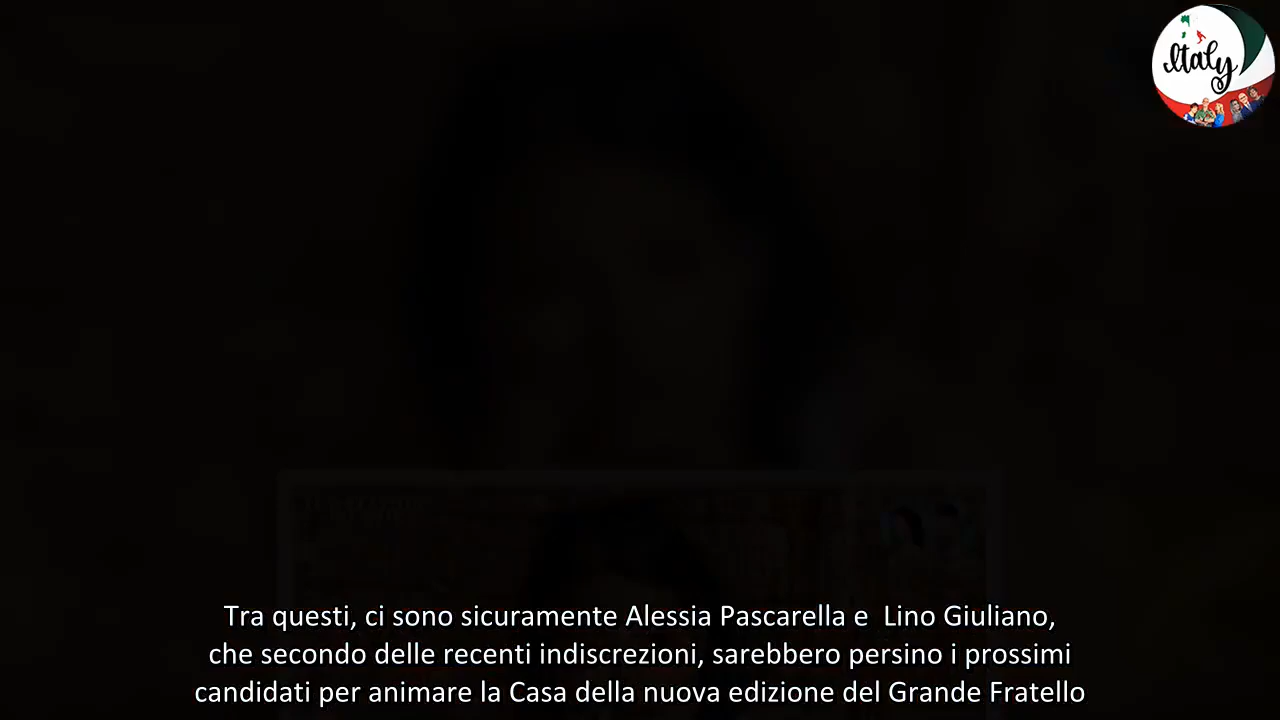 Italy
Tra questi, ci sono sicuramente Alessia Pascarella e  Lino Giuliano,
che secondo delle recenti indiscrezioni, sarebbero persino i prossimi
candidati per animare la Casa della nuova edizione del Grande Fratello